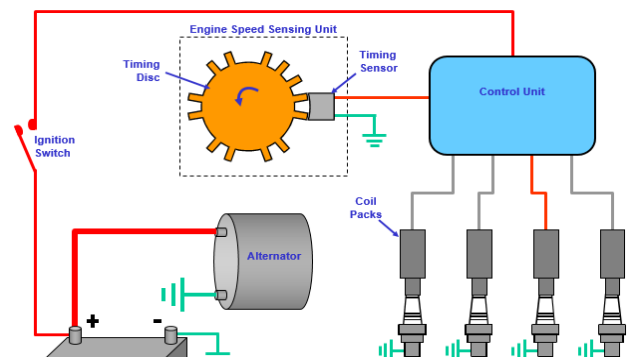 Engine Speed Sensing Unit
Timing
Disc
Timing
Sensor
Control Unit
Ignition
Switch
Coil
Packs
Alternator
+
-